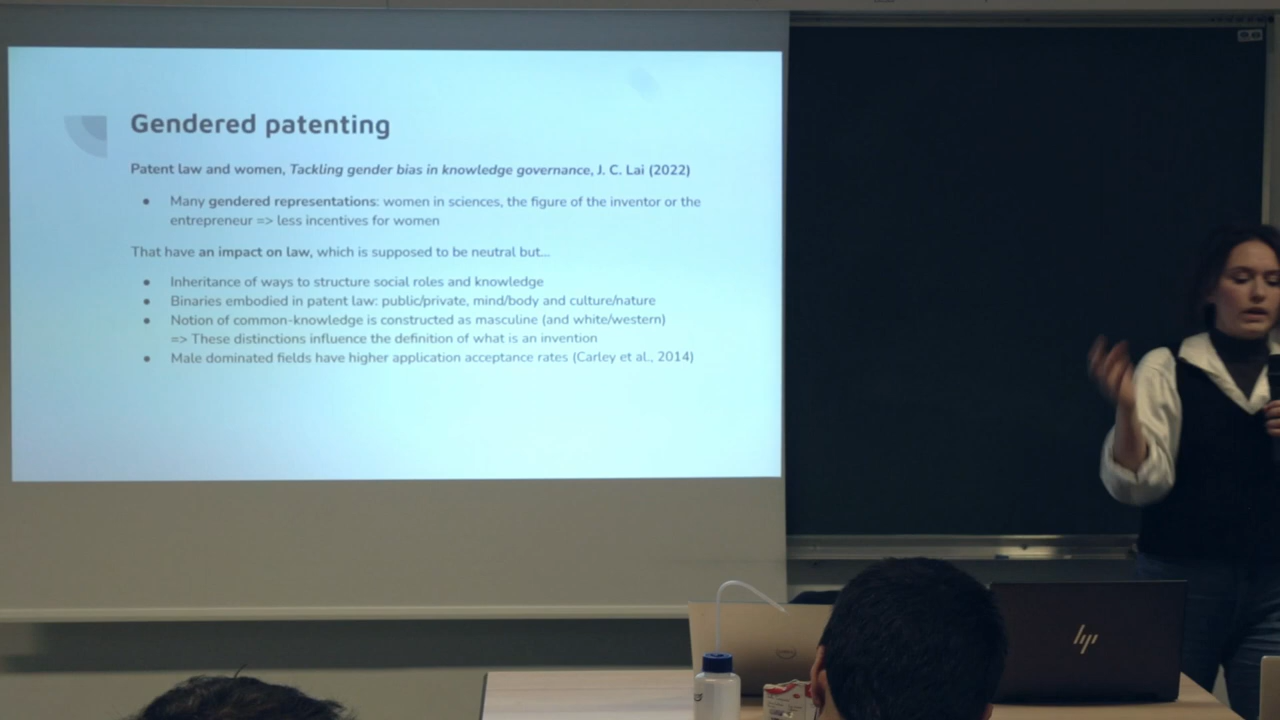 Gendered patenting
Patent law and women, Tackling gender bias in knowledge governance, J. C. Lai (2022)
● Many gendered representations: women in sciences, the figure of the inventor or the
entrepreneur => less incentives for women
That have an impact on law, which is supposed to be neutral but...
● Inheritance of ways to structure social roles and knowledge
● Binaries embodied in patent law: public/private, mind/body and culture/nature
● Notion of common-knowledge is constructed as masculine (and white/western)
=> These distinctions influence the definition of what is an invention
● Male dominated fields have higher application acceptance rates (Carley et al., 2014)
DELL
hp